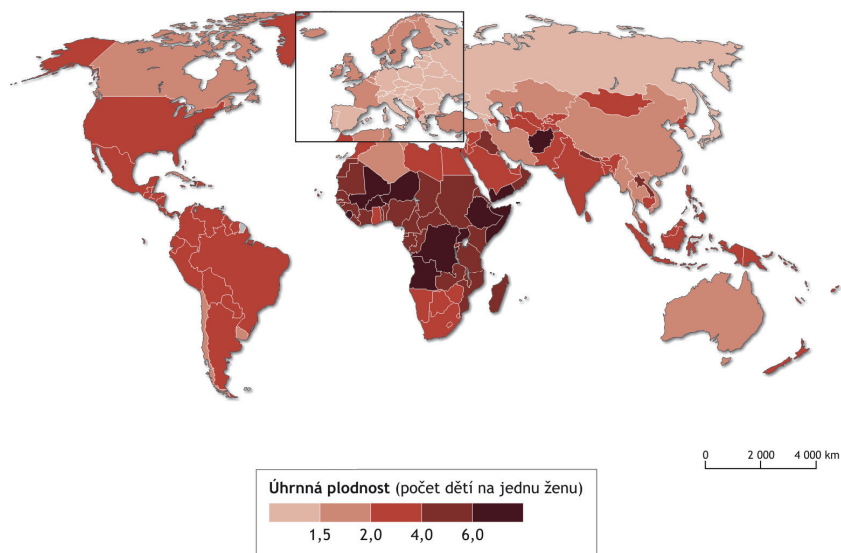 0 2 000 4 000 km
Úhrnná plodnost (počet dětí na jednu ženu)
1,5 2,0 4,0 6,0